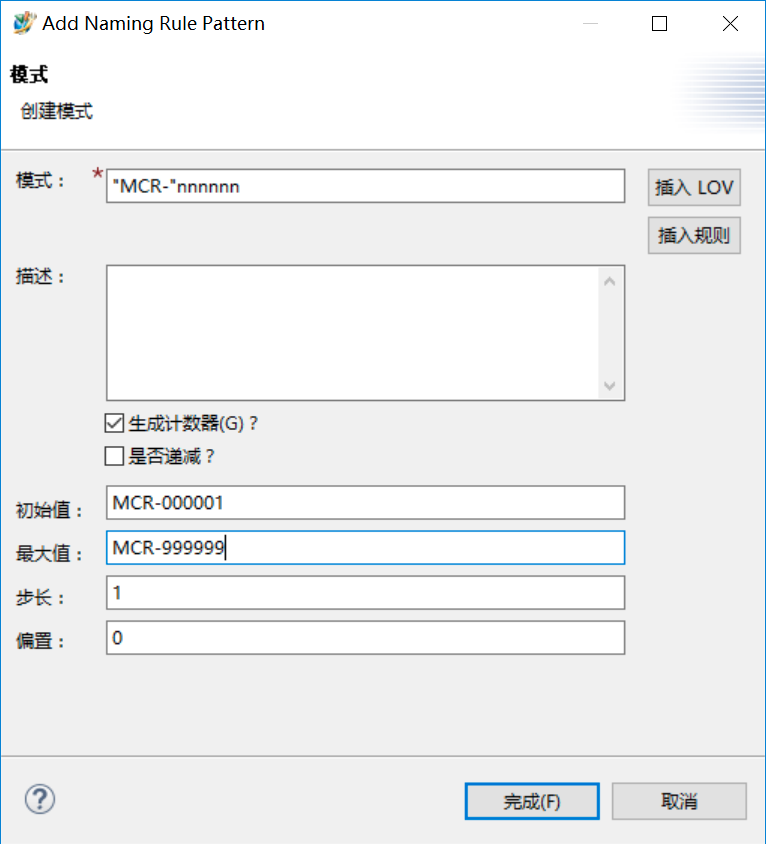 Add Naming Rule Pattern
模式
创建模式
模式：
*
"MCR-"nnnnnn
插入 LOV
插入规则
描述：
生成计数器(G)？
是否递减？
初始值：
MCR-000001
最大值：
MCR-999999
步长：
1
偏置：
0
?
完成(F)
取消